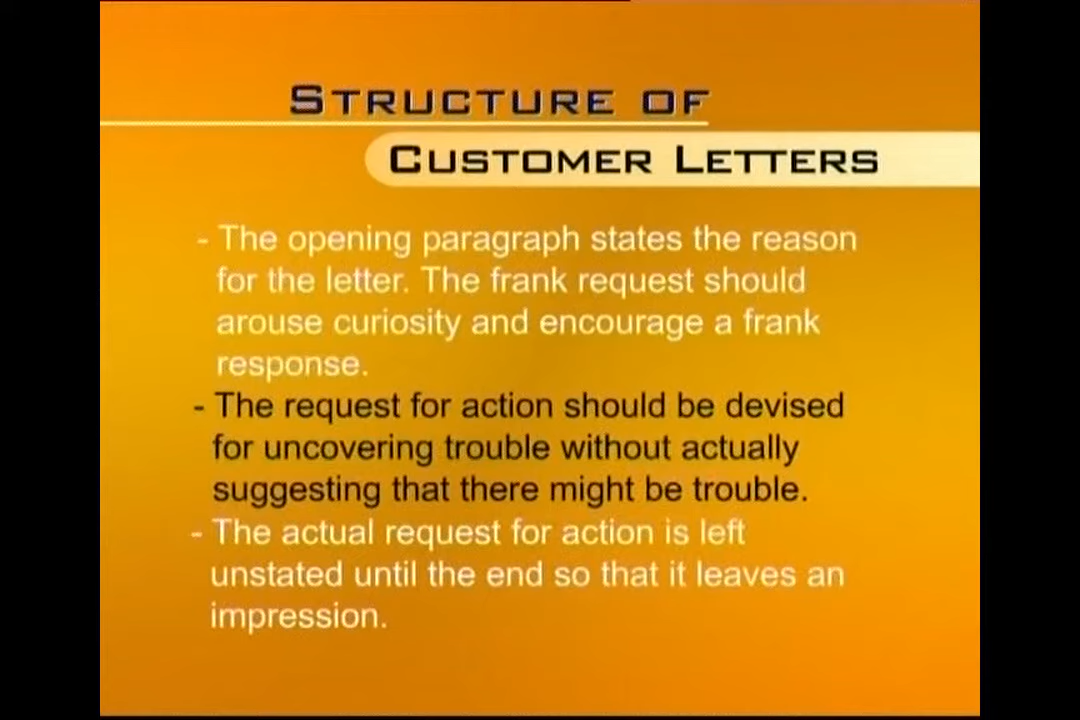 STRUCTURE OF
CUSTOMER LETTERS
- The opening paragraph states the reason
for the letter. The frank request should
arouse curiosity and encourage a frank
response.
- The request for action should be devised
for uncovering trouble without actually
suggesting that there might be trouble.
- The actual request for action is left
unstated until the end so that it leaves an
impression.